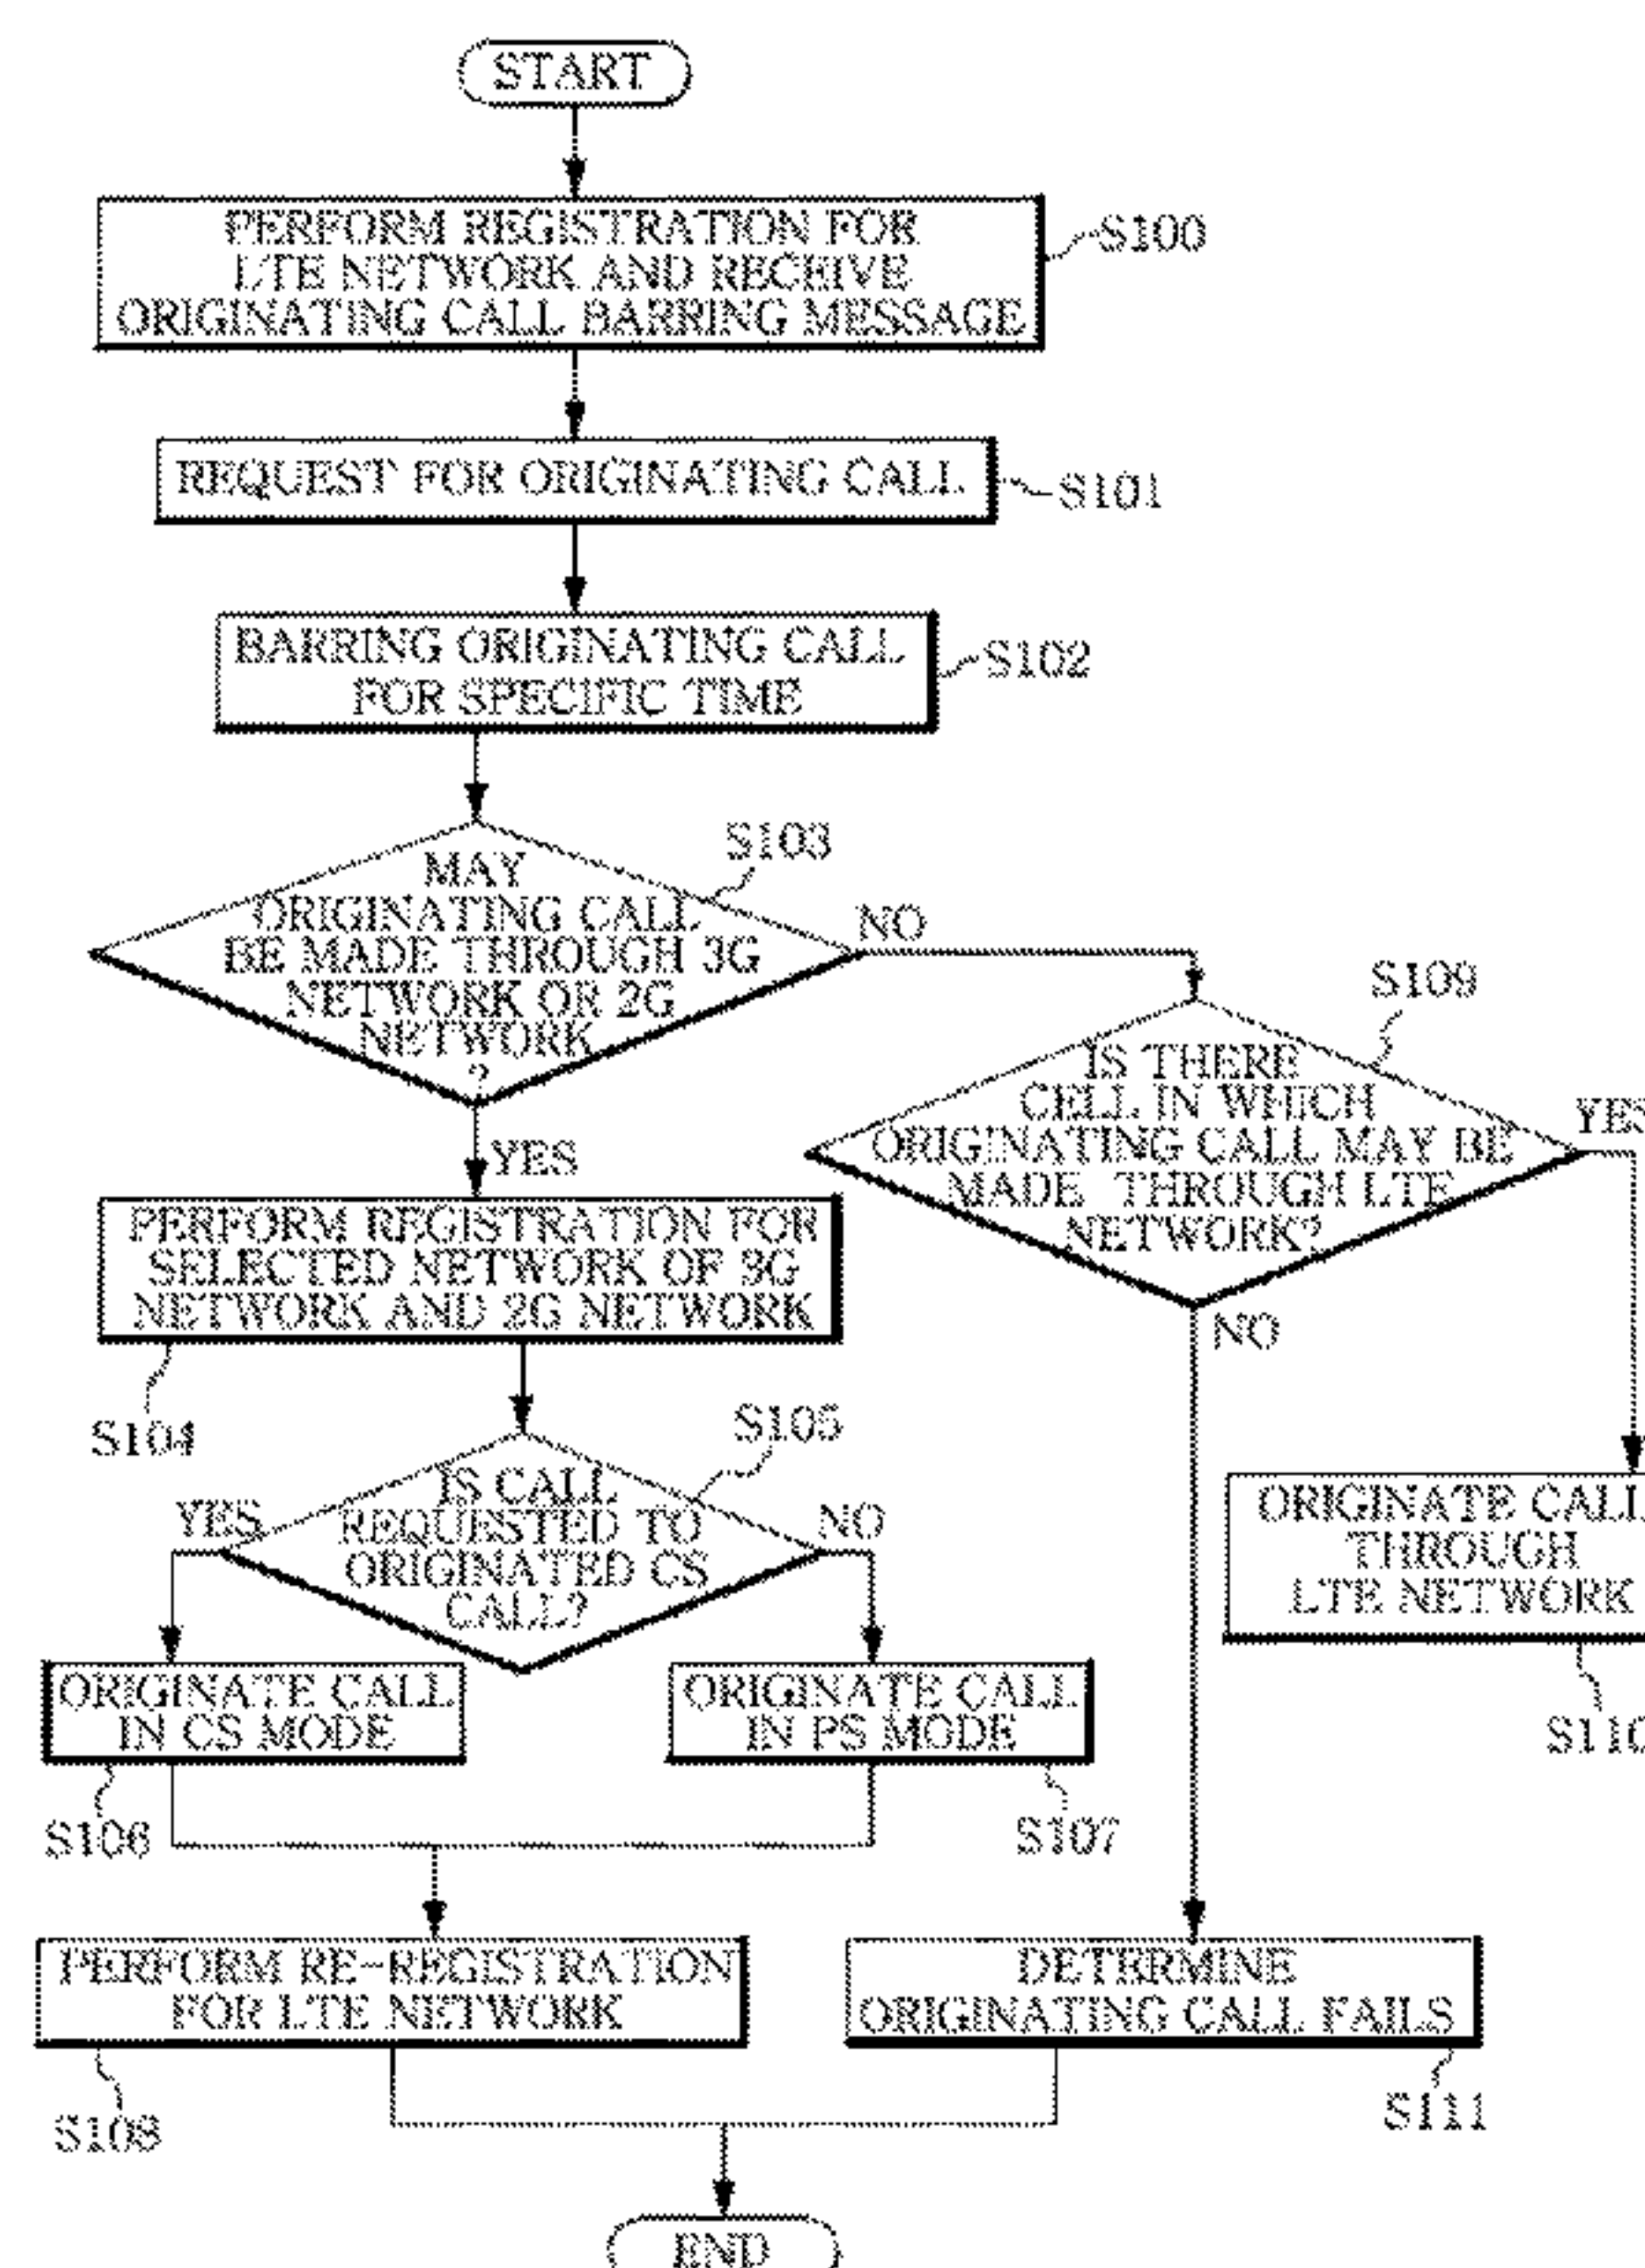 START
PERFORM REGISTRATION FOR
LTE NETWORK AND RECEIVE
ORIGINATING CALL BARRING MESSAGE
S100
REQUEST FOR ORIGINATING CALL
S101
BARRING ORIGINATING CALL
FOR SPECIFIC TIME
S102
S103
MAY
ORIGINATING CALL
BE MADE THROUGH 3G
NETWORK OR 2G
NETWORK
?
NO
YES
S109
IS THERE
CELL IN WHICH
ORIGINATING CALL MAY BE
MADE THROUGH LTE
NETWORK?
YES
NO
PERFORM REGISTRATION FOR
SELECTED NETWORK OF 3G
NETWORK AND 2G NETWORK
S104
S105
IS CALL
REQUESTED TO
ORIGINATED CS
CALL?
YES
NO
ORIGINATE CALL
THROUGH
LTE NETWORK
S110
ORIGINATE CALL
IN CS MODE
S106
ORIGINATE CALL
IN PS MODE
S107
PERFORM RE-REGISTRATION
FOR LTE NETWORK
S108
DETERMINE
ORIGINATING CALL FAILS
S111
END